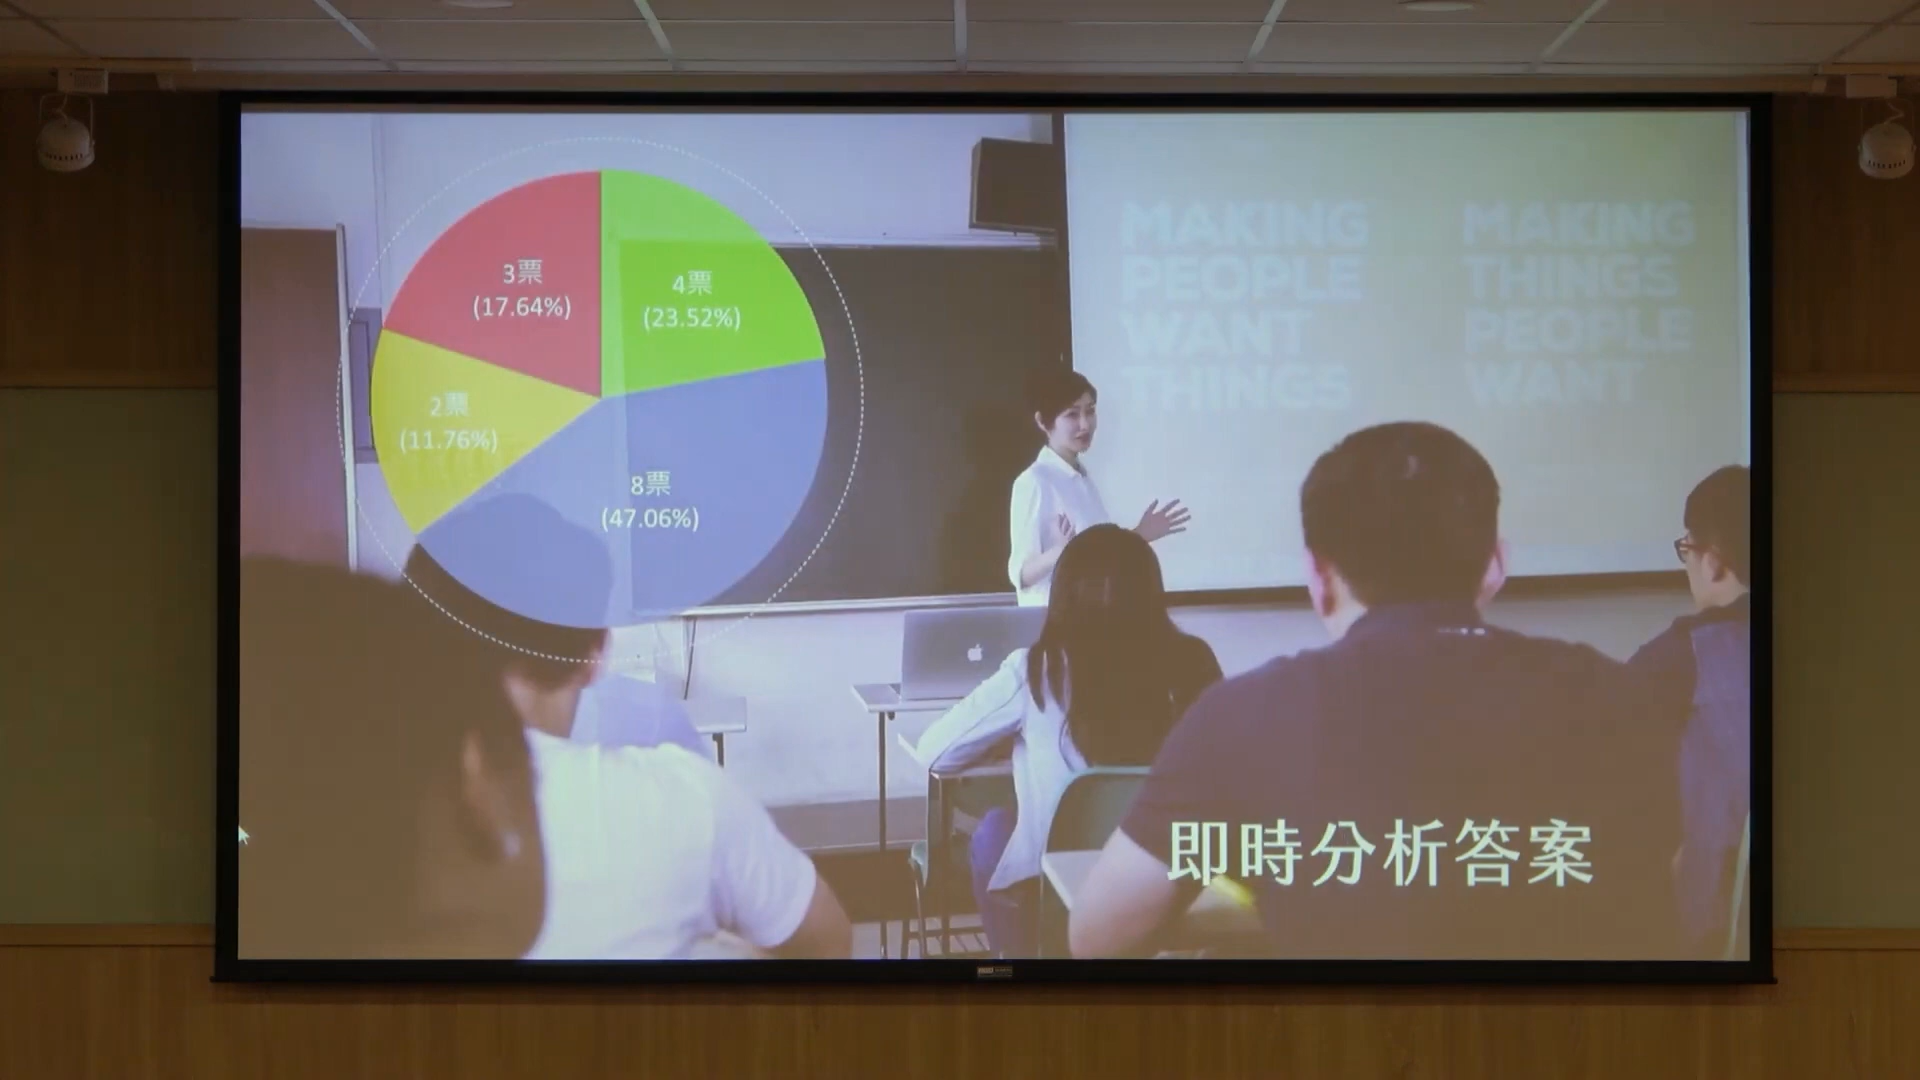 3票
(17.64%)
4票
(23.52%)
2票
(11.76%)
8票
(47.06%)
MAKING
PEOPLE
WANT
THINGS
MAKING
THINGS
PEOPLE
WANT
即時分析答案